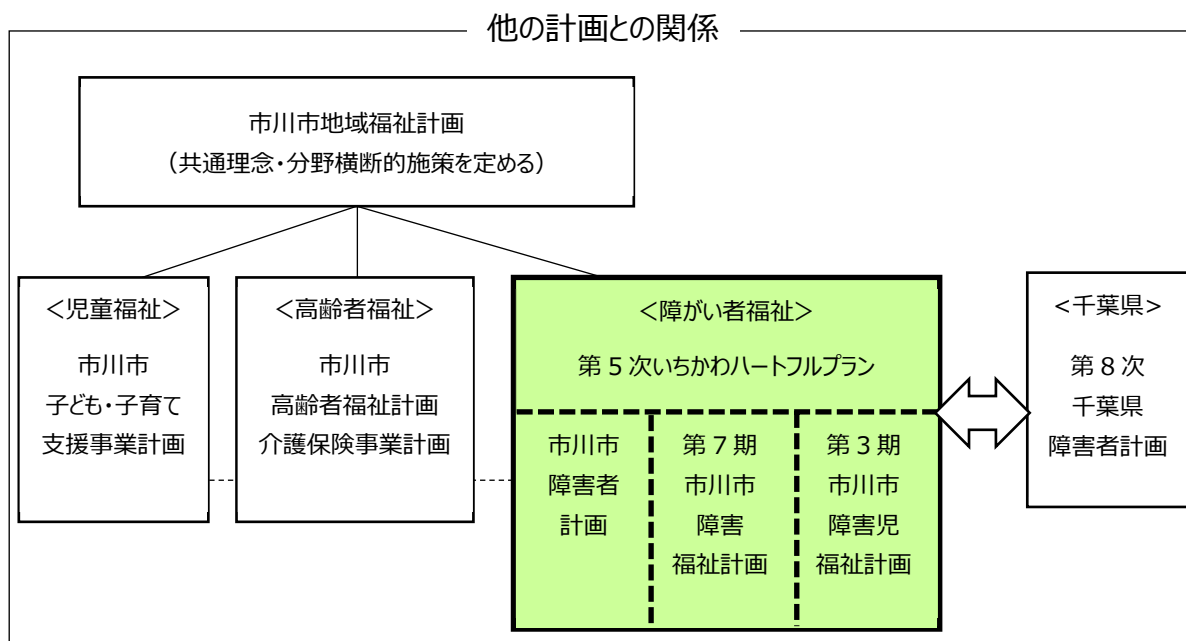 他の計画との関係
市川市地域福祉計画
（共通理念・分野横断的施策を定める）
＜児童福祉＞
市川市
子ども・子育て
支援事業計画
＜高齢者福祉＞
市川市
高齢者福祉計画
介護保険事業計画
＜障がい者福祉＞
第５次いちかわハートフルプラン
市川市
障害者
計画
第７期
市川市
障害
福祉計画
第３期
市川市
障害児
福祉計画
＜千葉県＞
第８次
千葉県
障害者計画